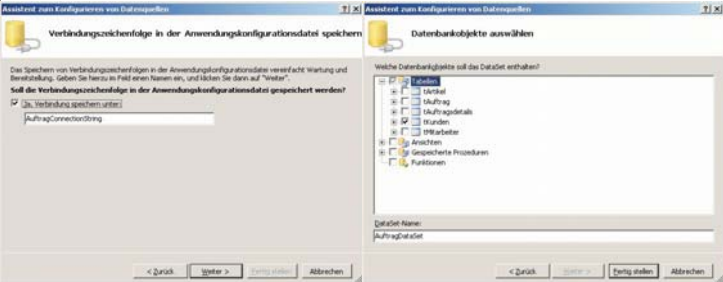 Assistent zum Konfigurieren von Datenquellen
Verbindungszeichenfolge in der Anwendungskonfigurationsdatei speichern
Das Speichern von Verbindungszeichenfolgen in der Anwendungskonfigurationsdatei vereinfacht Wartung und
Bereitstellung. Geben Sie hierzu im Feld einen Namen ein, und klicken Sie dann auf "Weiter".
Soll die Verbindungszeichenfolge in der Anwendungskonfigurationsdatei gespeichert werden?
Ja, Verbindung speichern unter:
AuftragConnectionString
< Zurück
Weiter >
Fertig stellen
Abbrechen
Assistent zum Konfigurieren von Datenquellen
Datenbankobjekte auswählen
Welche Datenbankobjekte soll das DataSet enthalten?
Tabellen
tArtikel
tAuftrag
tAuftragsdetails
tKunden
tMitarbeiter
Ansichten
Gespeicherte Prozeduren
Funktionen
DataSet-Name:
AuftragDataSet
< Zurück
Weiter >
Fertig stellen
Abbrechen